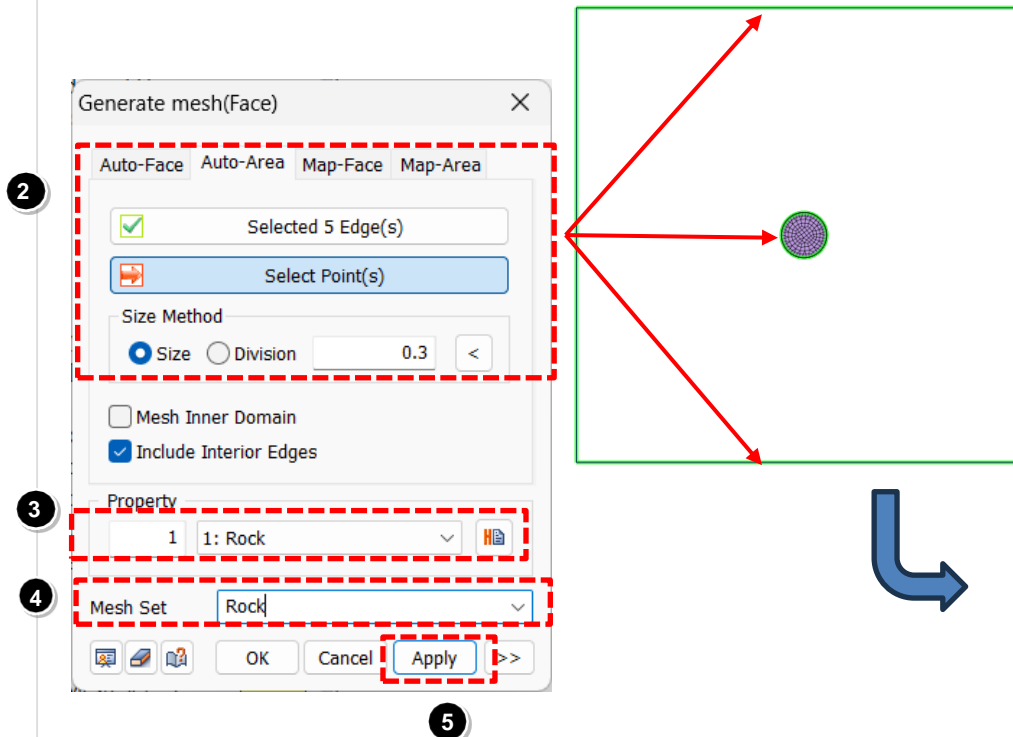 Generate mesh(Face)
Auto-Face Auto-Area Map-Face Map-Area
2
Selected 5 Edge(s)
Select Point(s)
Size Method
Size Division 0.3 <
Mesh Inner Domain
Include Interior Edges
3
Property
1 1: Rock
4
Mesh Set Rock
OK Cancel Apply >>
5